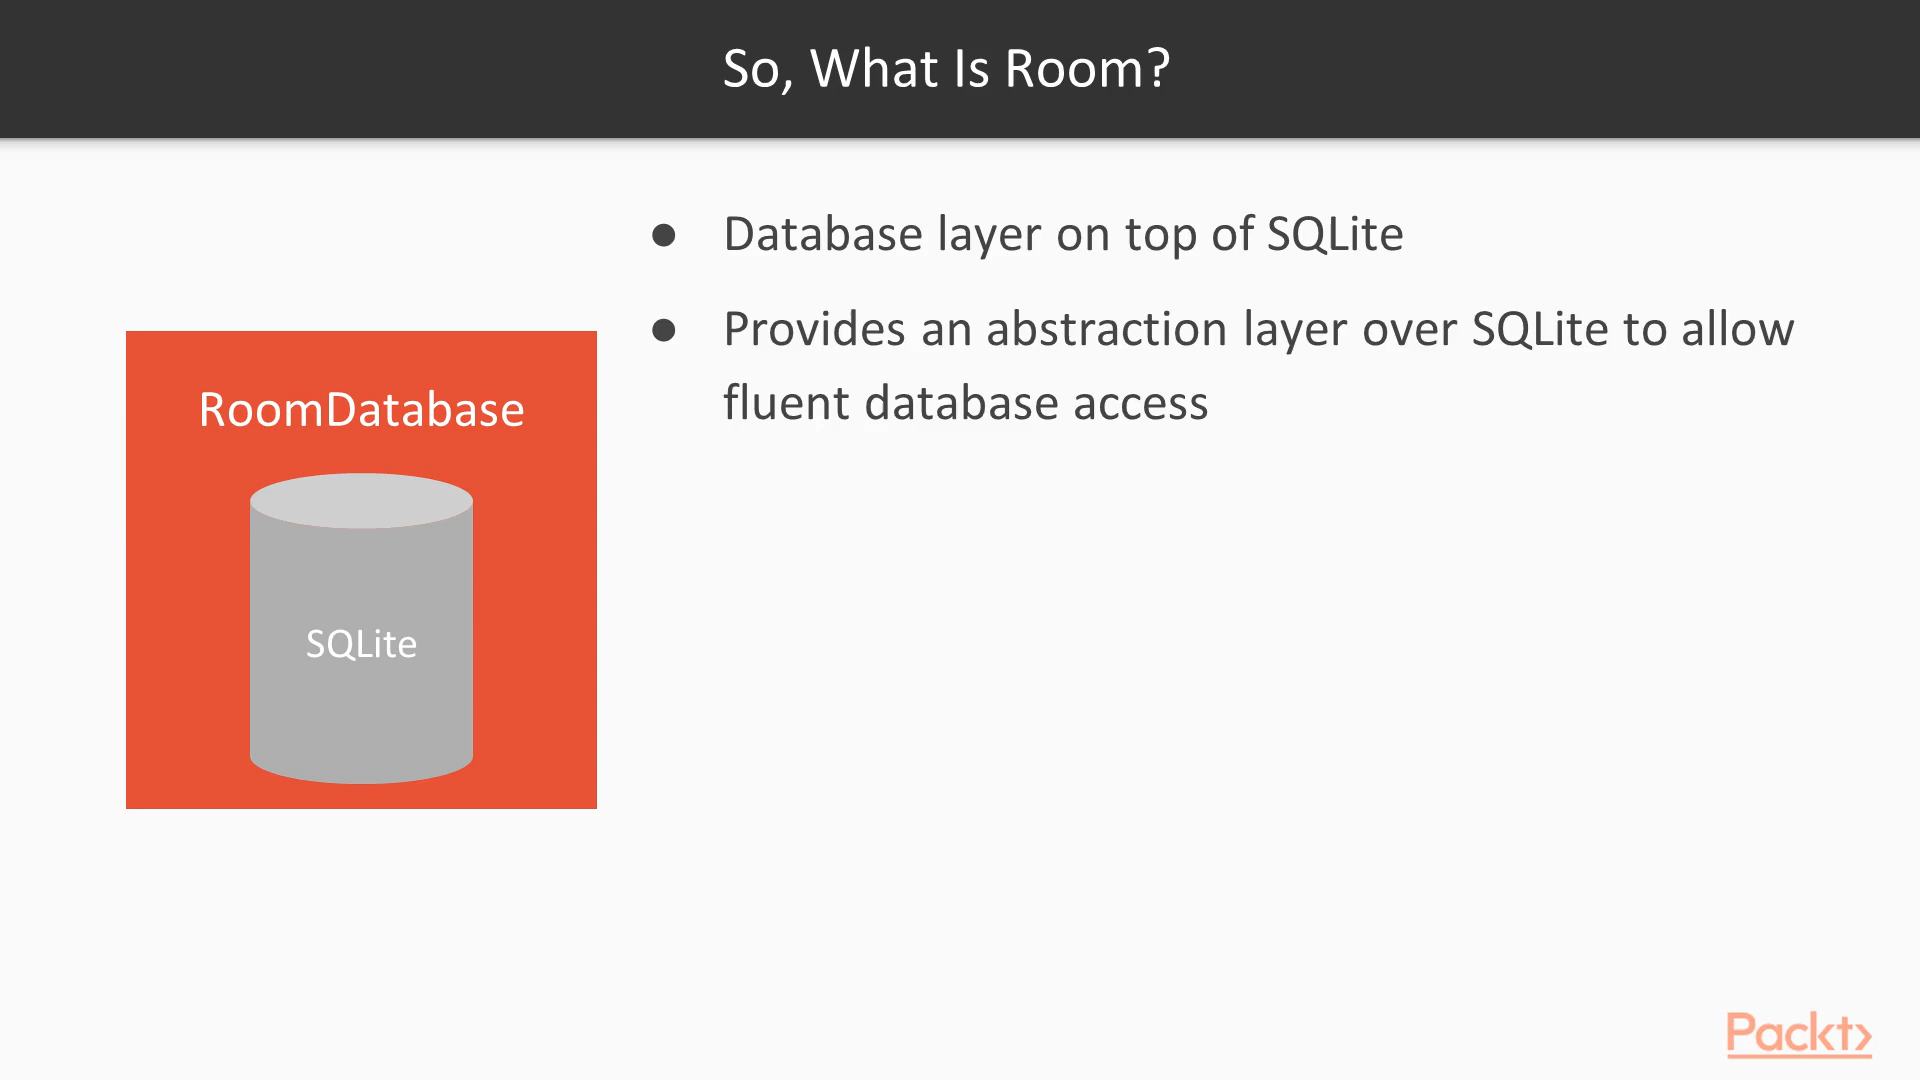 So, What Is Room?
● Database layer on top of SQLite
● Provides an abstraction layer over SQLite to allow
fluent database access
RoomDatabase
SQLite
Packt>